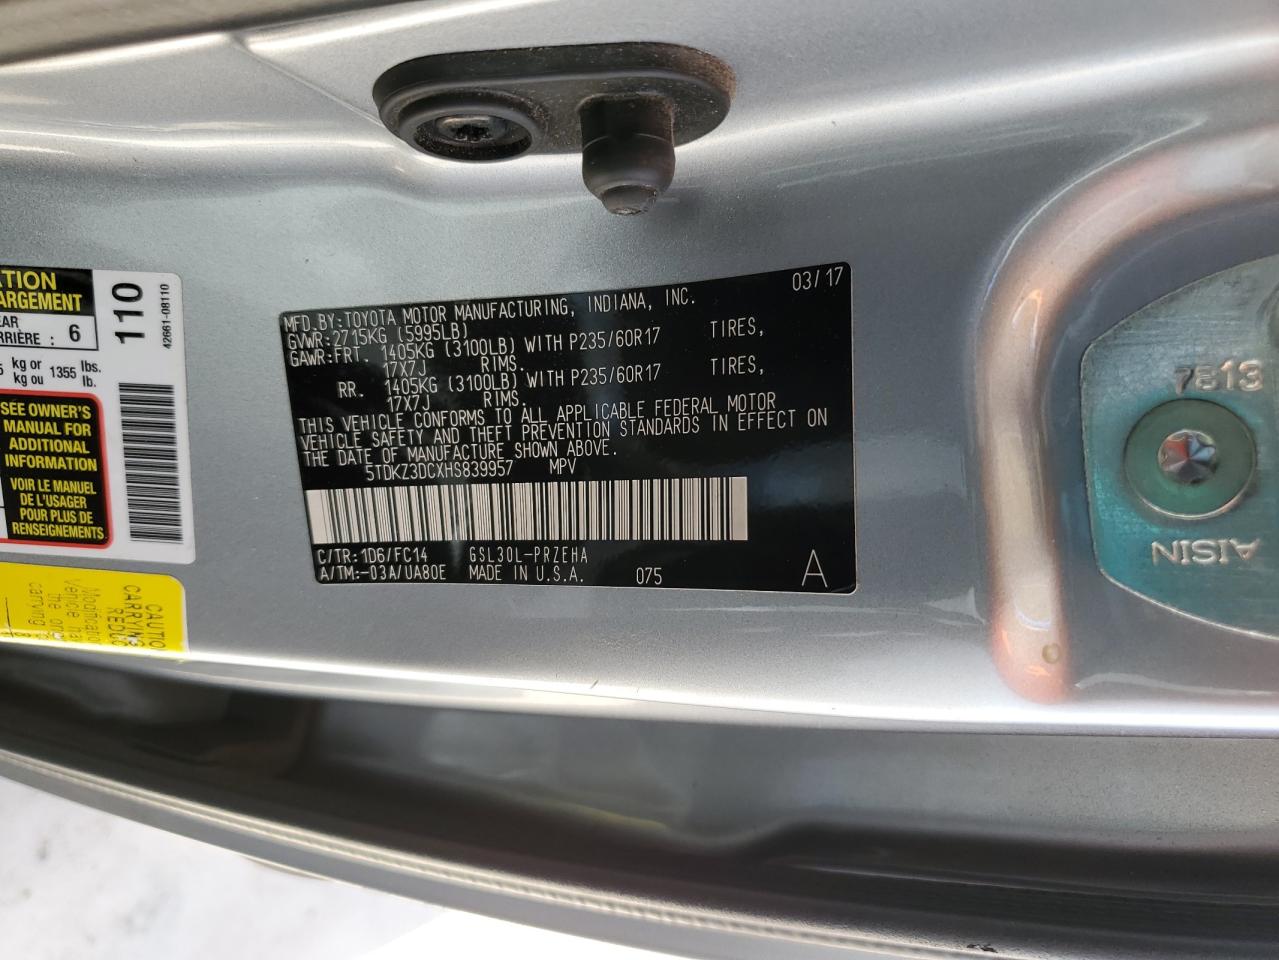 MFD.BY:TOYOTA MOTOR MANUFACTURING, INDIANA, INC. 03/17
GVWR:2715KG (5995LB)
GAWR:FRT. 1405KG (3100LB) WITH P235/60R17 TIRES,
17X7J RIMS.
RR. 1405KG (3100LB) WITH P235/60R17 TIRES,
17X7J RIMS.
THIS VEHICLE CONFORMS TO ALL APPLICABLE FEDERAL MOTOR
VEHICLE SAFETY AND THEFT PREVENTION STANDARDS IN EFFECT ON
THE DATE OF MANUFACTURE SHOWN ABOVE.
5TDKZ3DCXHS839957 MPV
C/TR:1D6/FC14 GSL30L-PRZEHA
A/TM:-03A/UA80E MADE IN U.S.A. 075 A
ARGEMENT
6
kg or 1355 lbs.
kg ou lb.
SEE OWNER'S
MANUAL FOR
ADDITIONAL
INFORMATION
VOIR LE MANUEL
DE L'USAGER
POUR PLUS DE
RENSEIGNEMENTS
110
42661-08110
7813
AISIN